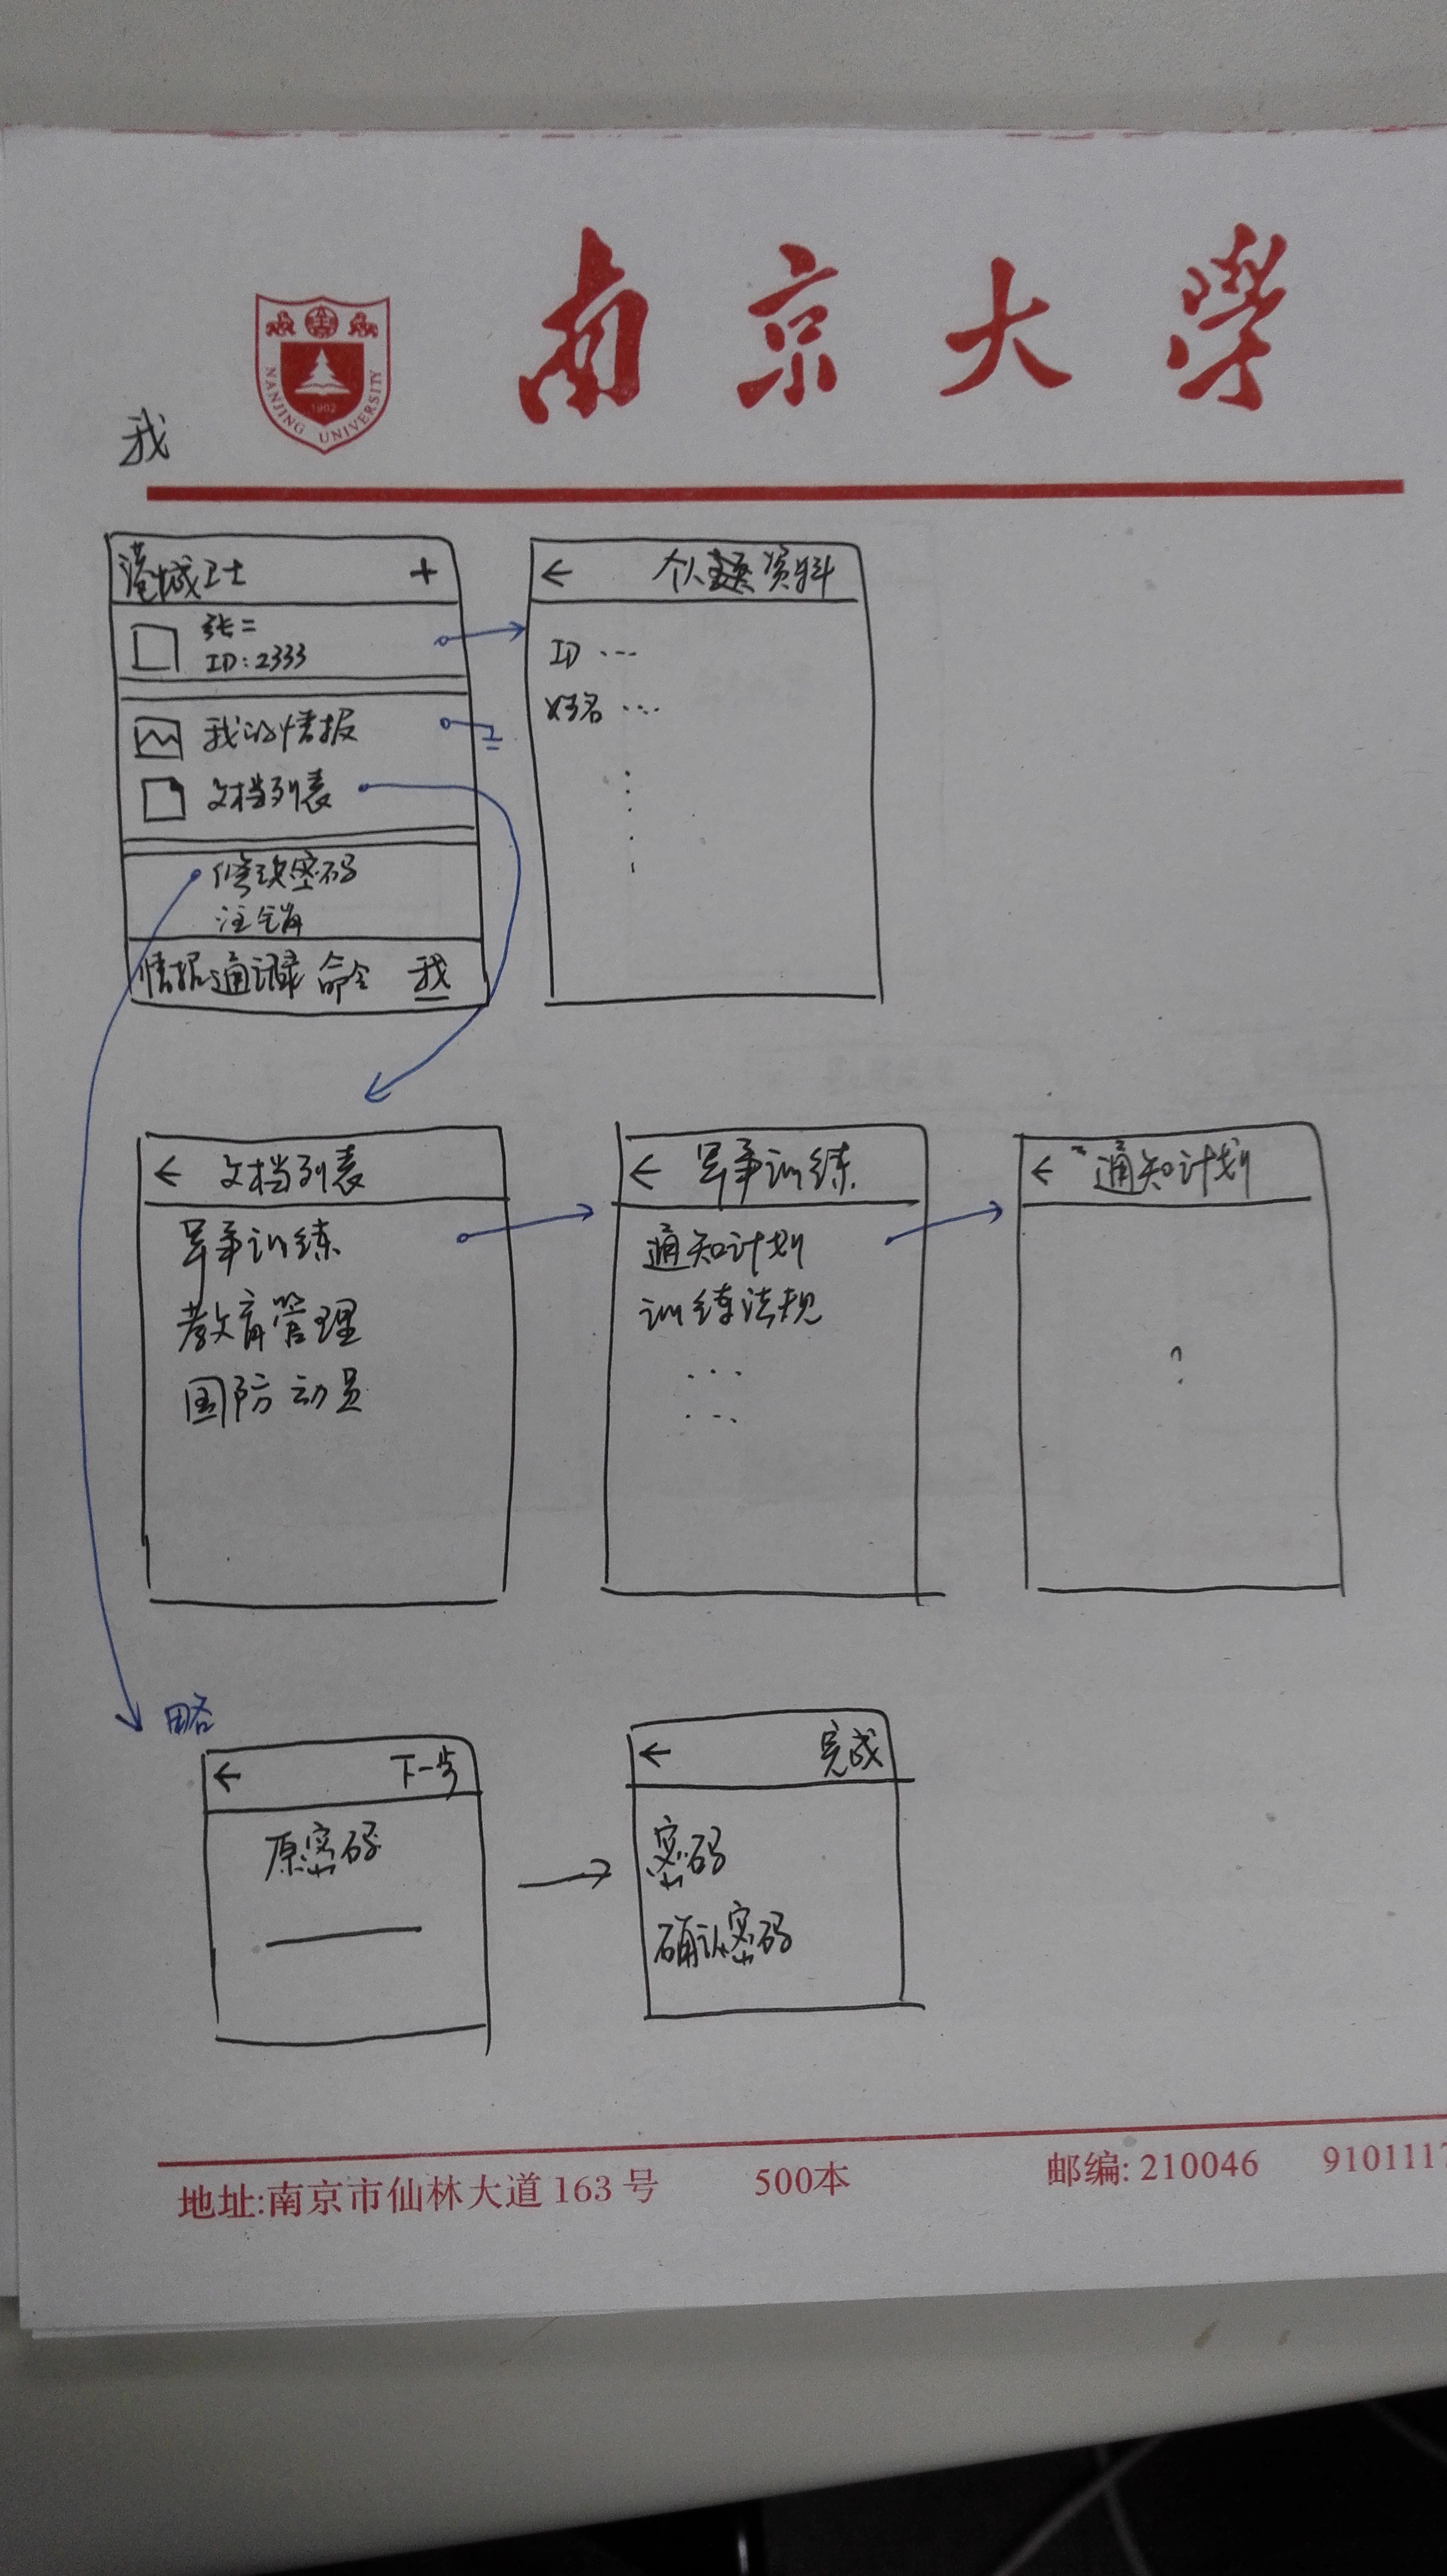 南京大学
NANJING UNIVERSITY
1902
我
港城卫士 +
张二
ID:2333
我的情报
文档列表
修改密码
注销
情报 通讯录 命令 我
← 个人资料
ID ...
姓名 ...
← 文档列表
军事训练
教育管理
国防动员
← 军事训练
通知计划
训练法规
... 
...
← 通知计划
?
略
← 下一步
原密码
← 完成
密码
确认密码
地址:南京市仙林大道163号 500本 邮编: 210046 9101117